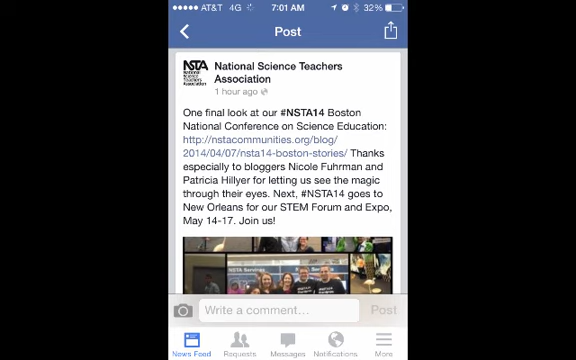 AT&T 4G 7:01 AM 32%
Post
NSTA
National Science Teachers Association
National Science Teachers
Association
1 hour ago
One final look at our #NSTA14 Boston
National Conference on Science Education:
http://nstacommunities.org/blog/
2014/04/07/nsta14-boston-stories/ Thanks
especially to bloggers Nicole Fuhrman and
Patricia Hillyer for letting us see the magic
through their eyes. Next, #NSTA14 goes to
New Orleans for our STEM Forum and Expo,
May 14-17. Join us!
NSTA Services
Write a comment... Post
News Feed Requests Messages Notifications More